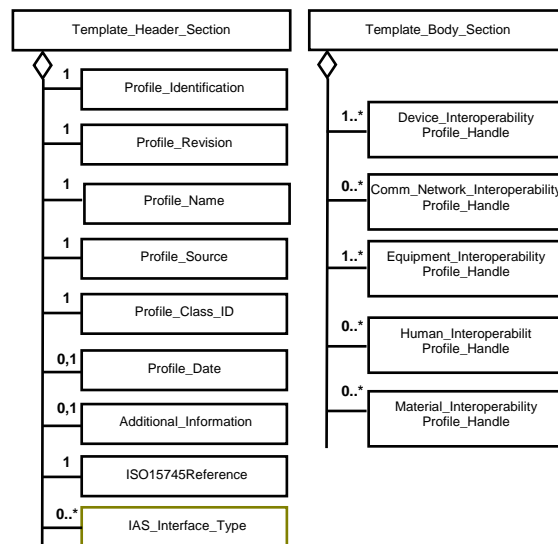 Template_Header_Section
1
Profile_Identification
1
Profile_Revision
1
Profile_Name
1
Profile_Source
1
Profile_Class_ID
0,1
Profile_Date
0,1
Additional_Information
1
ISO15745Reference
0..*
IAS_Interface_Type
Template_Body_Section
1..*
Device_Interoperability
Profile_Handle
0..*
Comm_Network_Interoperability
Profile_Handle
1..*
Equipment_Interoperability
Profile_Handle
0..*
Human_Interoperabilit
Profile_Handle
0..*
Material_Interoperability
Profile_Handle